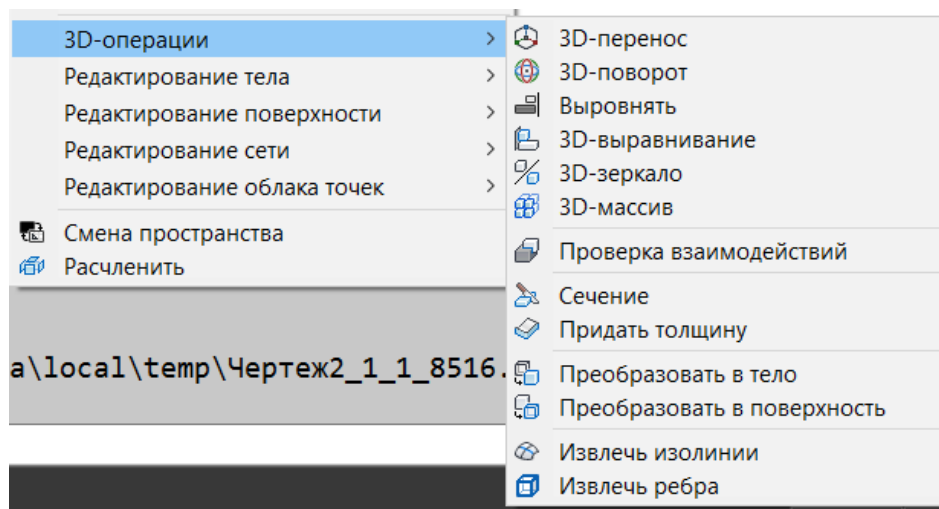 3D-операции
Редактирование тела
Редактирование поверхности
Редактирование сети
Редактирование облака точек
Смена пространства
Расчленить
3D-перенос
3D-поворот
Выровнять
3D-выравнивание
3D-зеркало
3D-массив
Проверка взаимодействий
Сечение
Придать толщину
Преобразовать в тело
Преобразовать в поверхность
Извлечь изолинии
Извлечь ребра
a\local\temp\Чертеж2_1_1_8516.